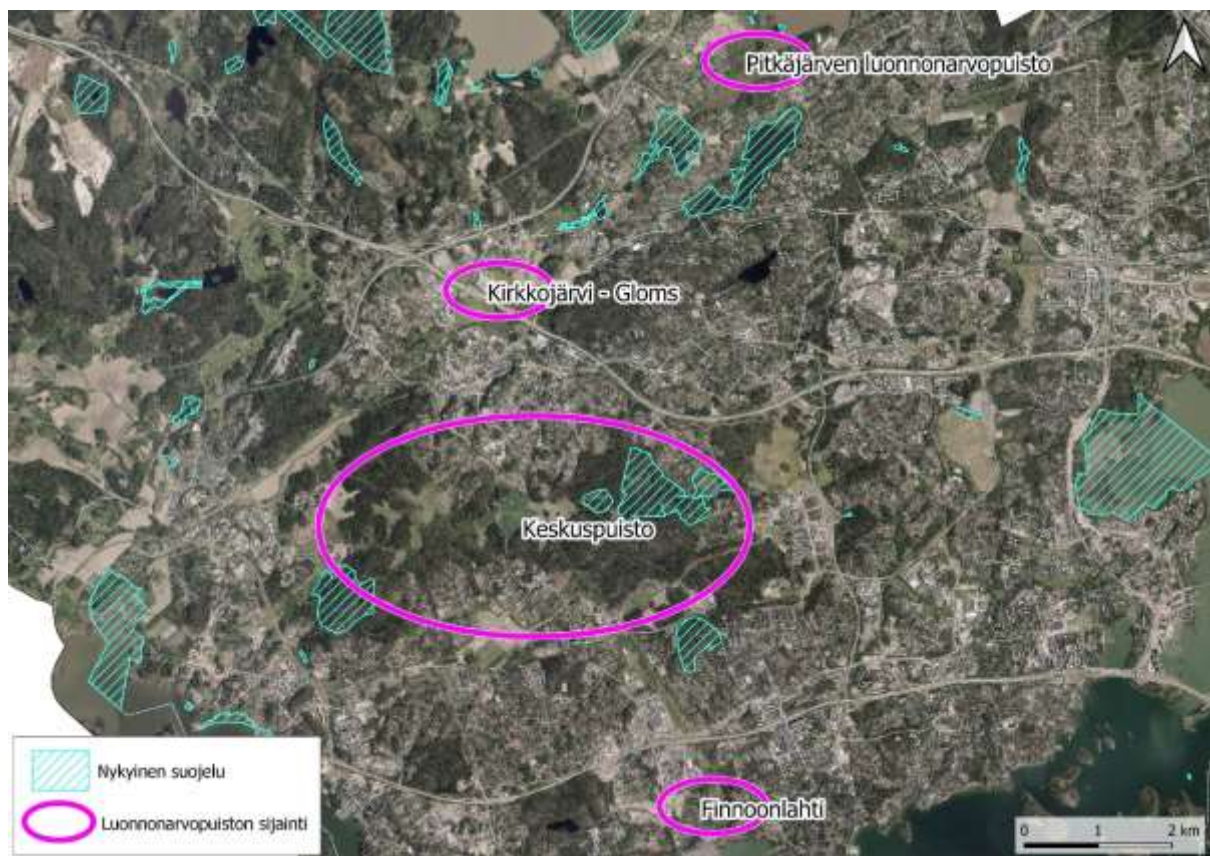 Pitkäjärven luonnonarvopuisto
Kirkkojärvi - Gloms
Keskuspuisto
Finnoonlahti
Nykyinen suojelu
Luonnonarvopuiston sijainti
0 1 2 km